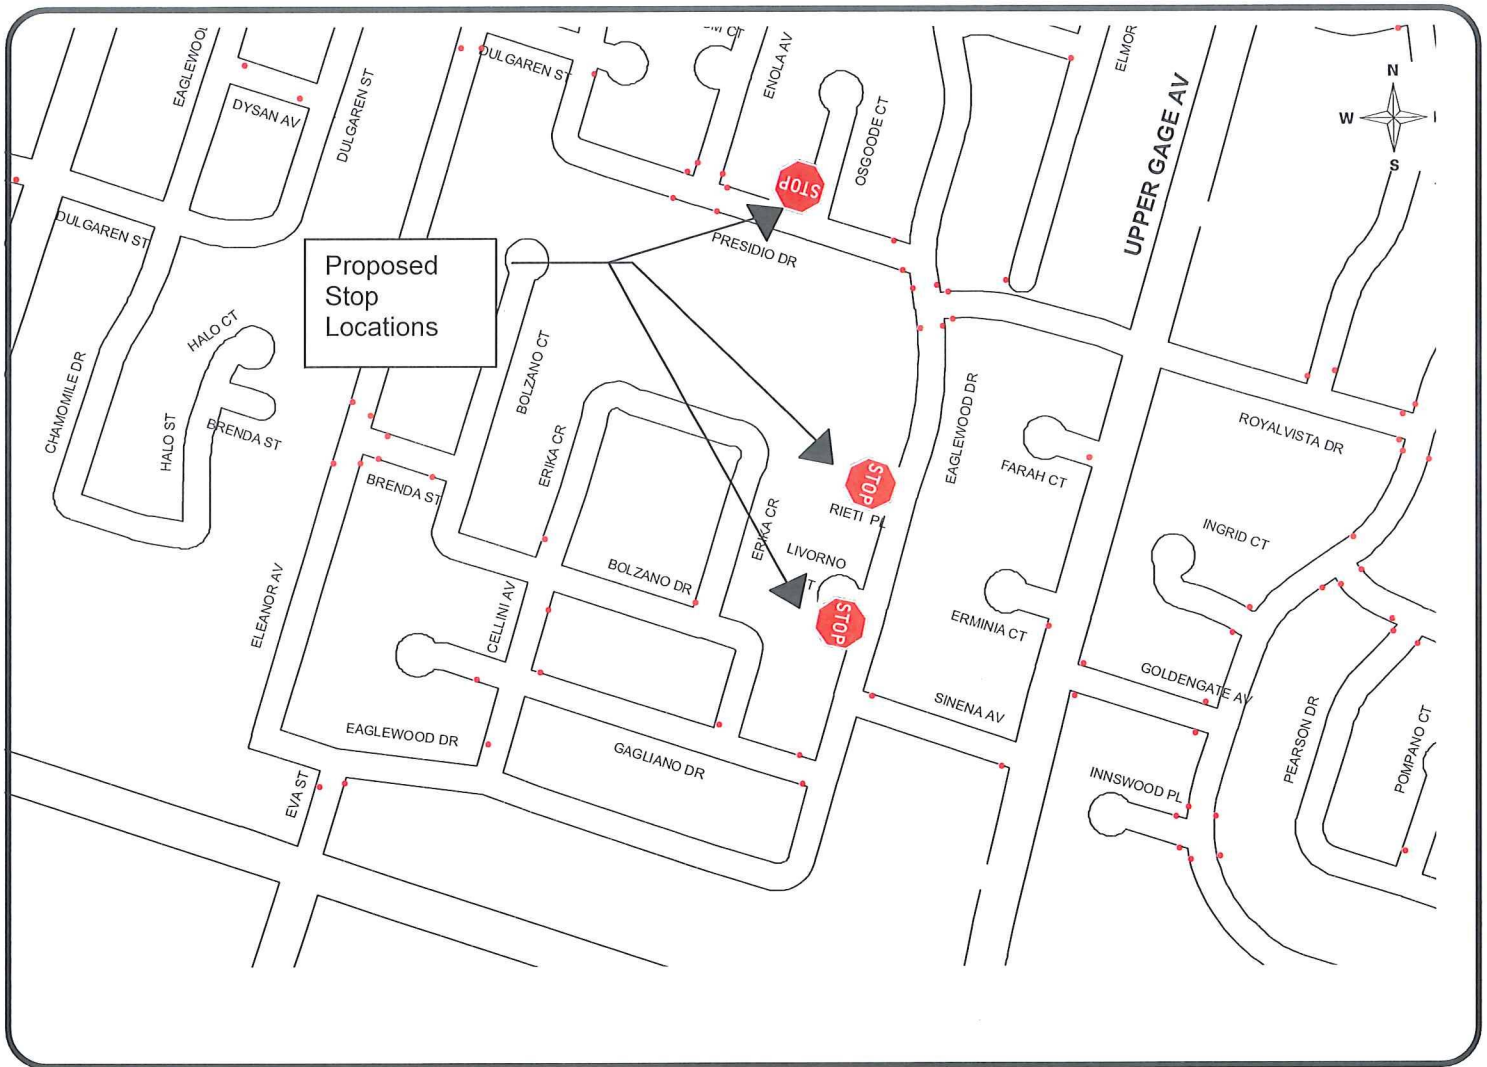 EAGLEWOOL
DULGAREN ST
M CT
ENOLA AV
ELMOR
UPPER GAGE AV
N
W
S
DYSAN AV
DULGAREN ST
OSGOODE CT
STOP
DULGAREN ST
PRESIDIO DR
Proposed
Stop
Locations
HALO CT
CHAMOMILE DR
HALO ST
BRENDA ST
BOLZANO CT
ERIKA CR
EAGLEWOOD DR
ROYALVISTA DR
FARAH CT
BRENDA ST
STOP
RIETI PL
ERIKA CR
LIVORNO
T
INGRID CT
BOLZANO DR
ELEANOR AV
CELLINI AV
STOP
ERMINIA CT
GOLDENGATE AV
SINENA AV
EAGLEWOOD DR
GAGLIANO DR
PEARSON DR
POMPANO CT
EVA ST
INNSWOOD PL